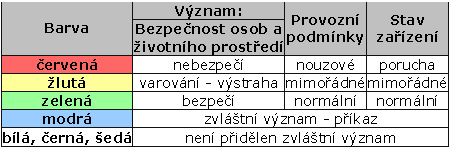 Barva
Význam:
Bezpečnost osob a životního prostředí
Provozní podmínky
Stav zařízení
červená nebezpečí nouzové porucha
žlutá varování - výstraha mimořádné mimořádné
zelená bezpečí normální normální
modrá zvláštní význam - příkaz
bílá, černá, šedá není přidělen zvláštní význam